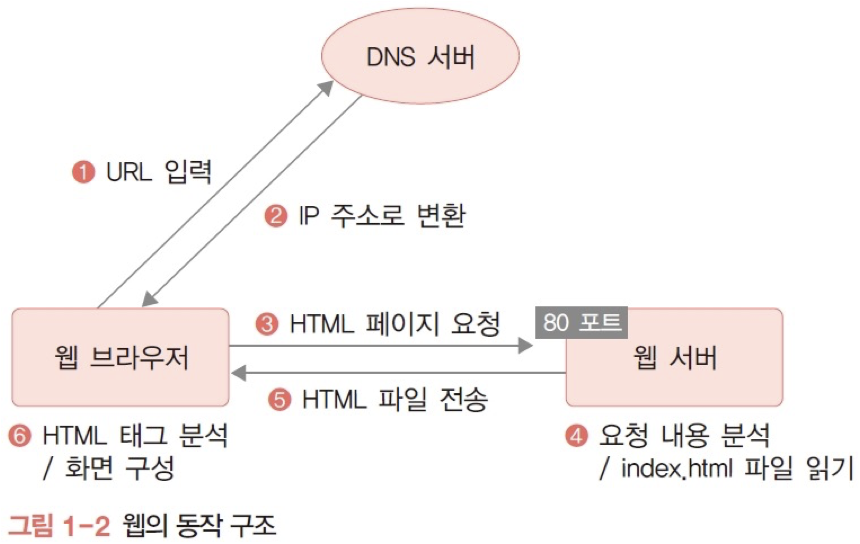 DNS 서버
❶ URL 입력
❷ IP 주소로 변환
❸ HTML 페이지 요청
80 포트
웹 브라우저
웹 서버
❺ HTML 파일 전송
❻ HTML 태그 분석
/ 화면 구성
❹ 요청 내용 분석
/ index.html 파일 읽기
그림 1-2 웹의 동작 구조